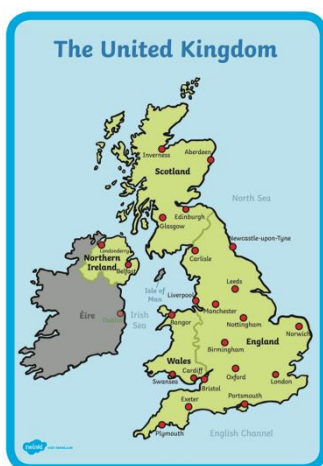 The United Kingdom
Inverness
Aberdeen
Scotland
North Sea
Edinburgh
Glasgow
Newcastle-upon-Tyne
Londonderry
Northern
Ireland
Belfast
Carlisle
Isle of
Man
Leeds
Liverpool
Manchester
Éire
Dublin
Irish
Sea
Bangor
Nottingham
Norwich
England
Birmingham
Wales
Cardiff
Oxford
London
Swansea
Bristol
Portsmouth
Exeter
Plymouth
English Channel
twinkl